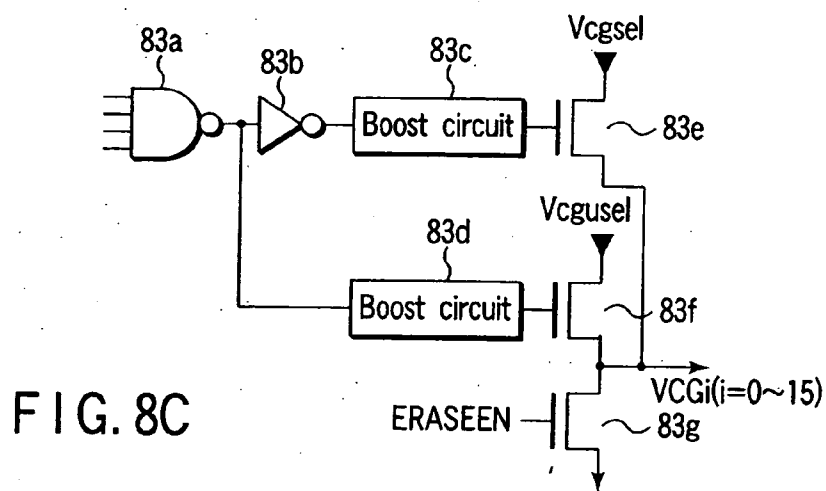 Vcgsel
83a
83b
83c
Boost circuit
83e
Vcgusel
83d
Boost circuit
83f
VCGi(i=0~15)
ERASEEN
83g
FIG. 8C